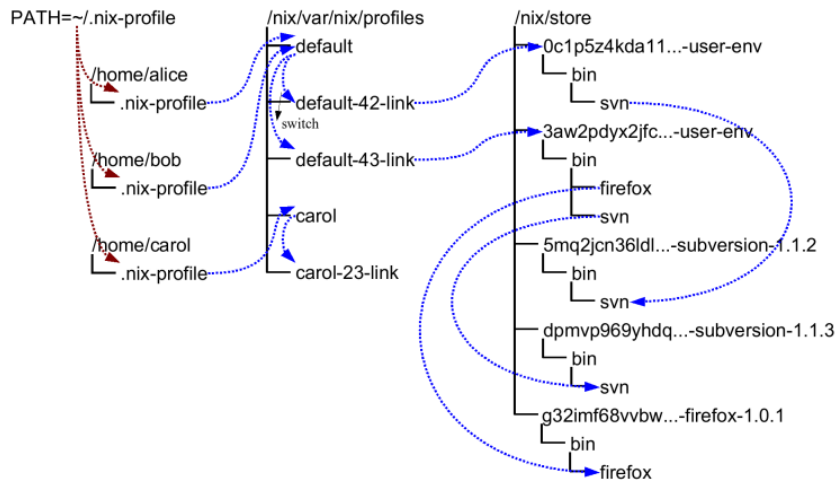 PATH=~/.nix-profile
/home/alice
.nix-profile
/home/bob
.nix-profile
/home/carol
.nix-profile
/nix/var/nix/profiles
default
default-42-link
switch
default-43-link
carol
carol-23-link
/nix/store
0c1p5z4kda11...-user-env
bin
svn
3aw2pdyx2jfc...-user-env
bin
firefox
svn
5mq2jcn36ldl...-subversion-1.1.2
bin
svn
dpmvp969yhdq...-subversion-1.1.3
bin
svn
g32imf68vvbw...-firefox-1.0.1
bin
firefox